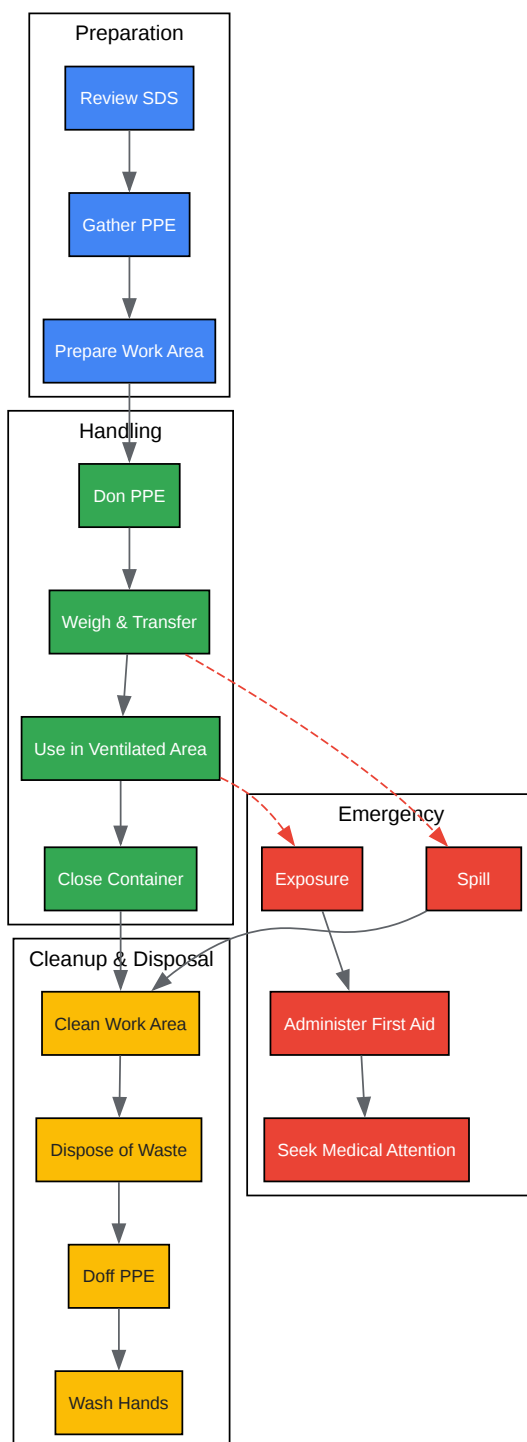 Preparation
Review SDS
Gather PPE
Prepare Work Area
Handling
Don PPE
Weigh & Transfer
Use in Ventilated Area
Close Container
Emergency
Exposure
Spill
Administer First Aid
Seek Medical Attention
Cleanup & Disposal
Clean Work Area
Dispose of Waste
Doff PPE
Wash Hands